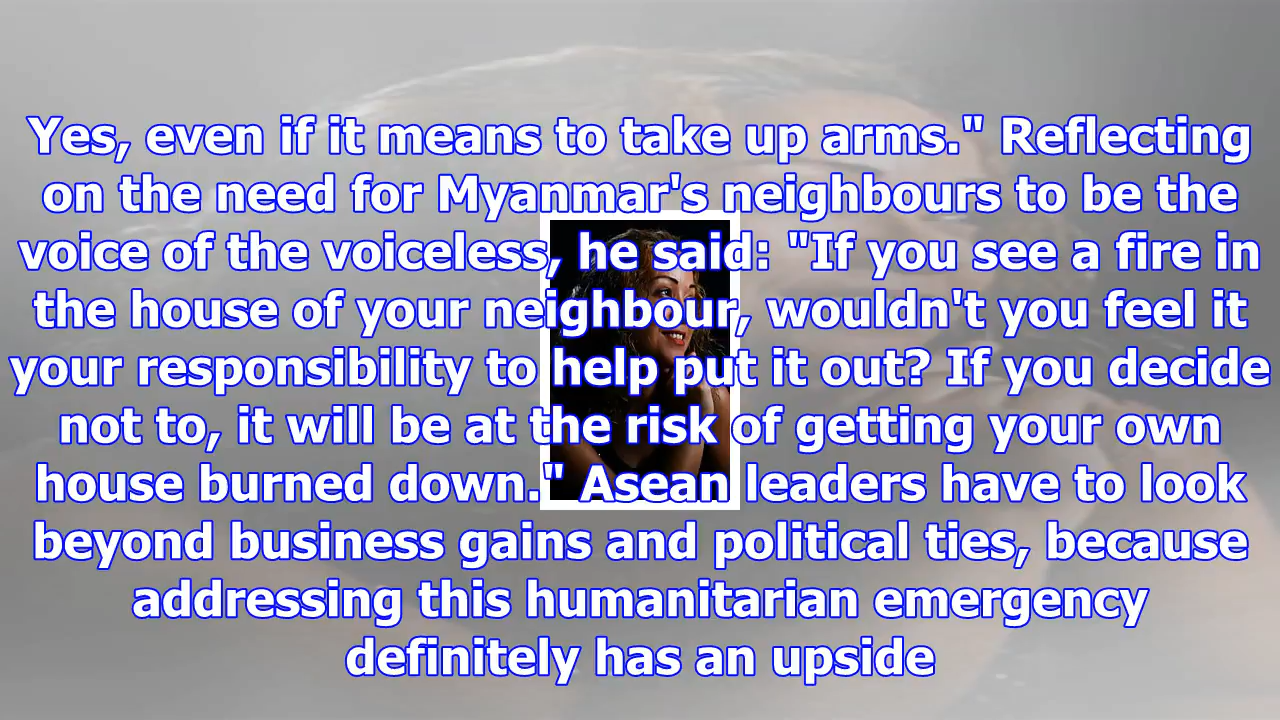 Yes, even if it means to take up arms." Reflecting
on the need for Myanmar's neighbours to be the
voice of the voiceless, he said: "If you see a fire in
the house of your neighbour, wouldn't you feel it
your responsibility to help put it out? If you decide
not to, it will be at the risk of getting your own
house burned down." Asean leaders have to look
beyond business gains and political ties, because
addressing this humanitarian emergency
definitely has an upside